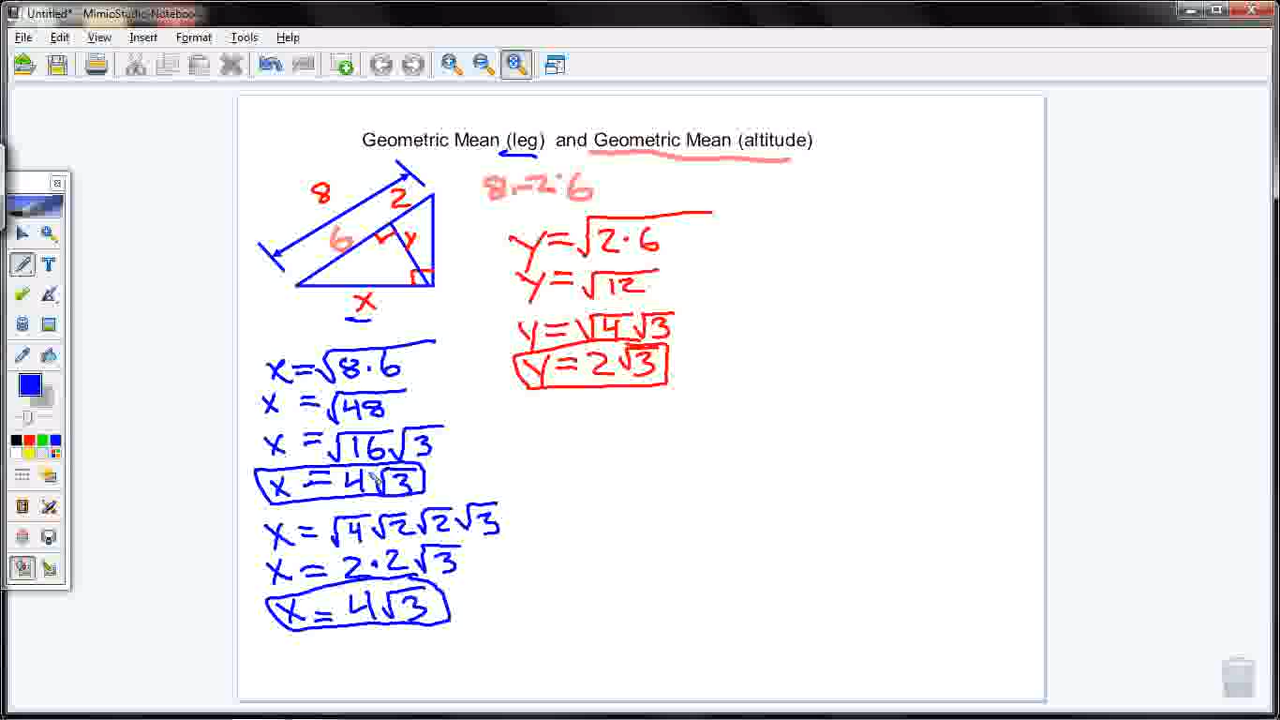 Untitled* - MimioStudio Notebook
File Edit View Insert Format Tools Help
Geometric Mean (leg) and Geometric Mean (altitude)
8-2·6
8
2
6
y
x
y=√2·6
y=√12
y=√4√3
y=2√3
x=√8·6
x=√48
x=√16√3
x=4√3
x=√4√2√2√3
x=2·2√3
x=4√3